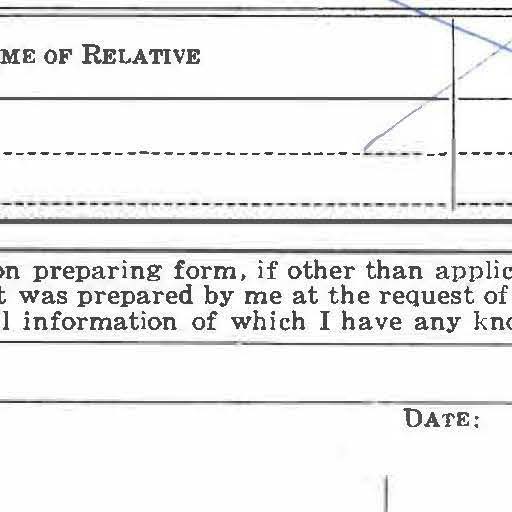 ME OF RELATIVE
on preparing form, if other than applic
t was prepared by me at the request of
l information of which I have any kno
DATE: